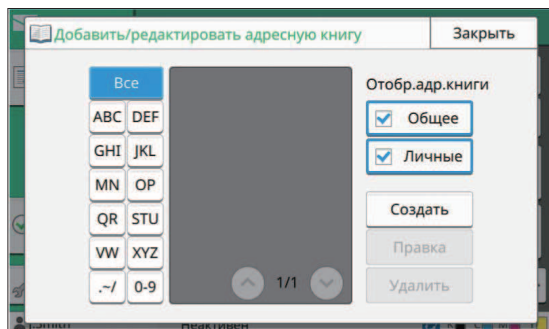 Добавить/редактировать адресную книгу
Закрыть
Все
Отобр.адр.книги
ABC DEF
Общее
GHI JKL
Личные
MN OP
QR STU
Создать
VW XYZ
Правка
.~/ 0-9
1/1
Удалить
J.Smith
Неактивен